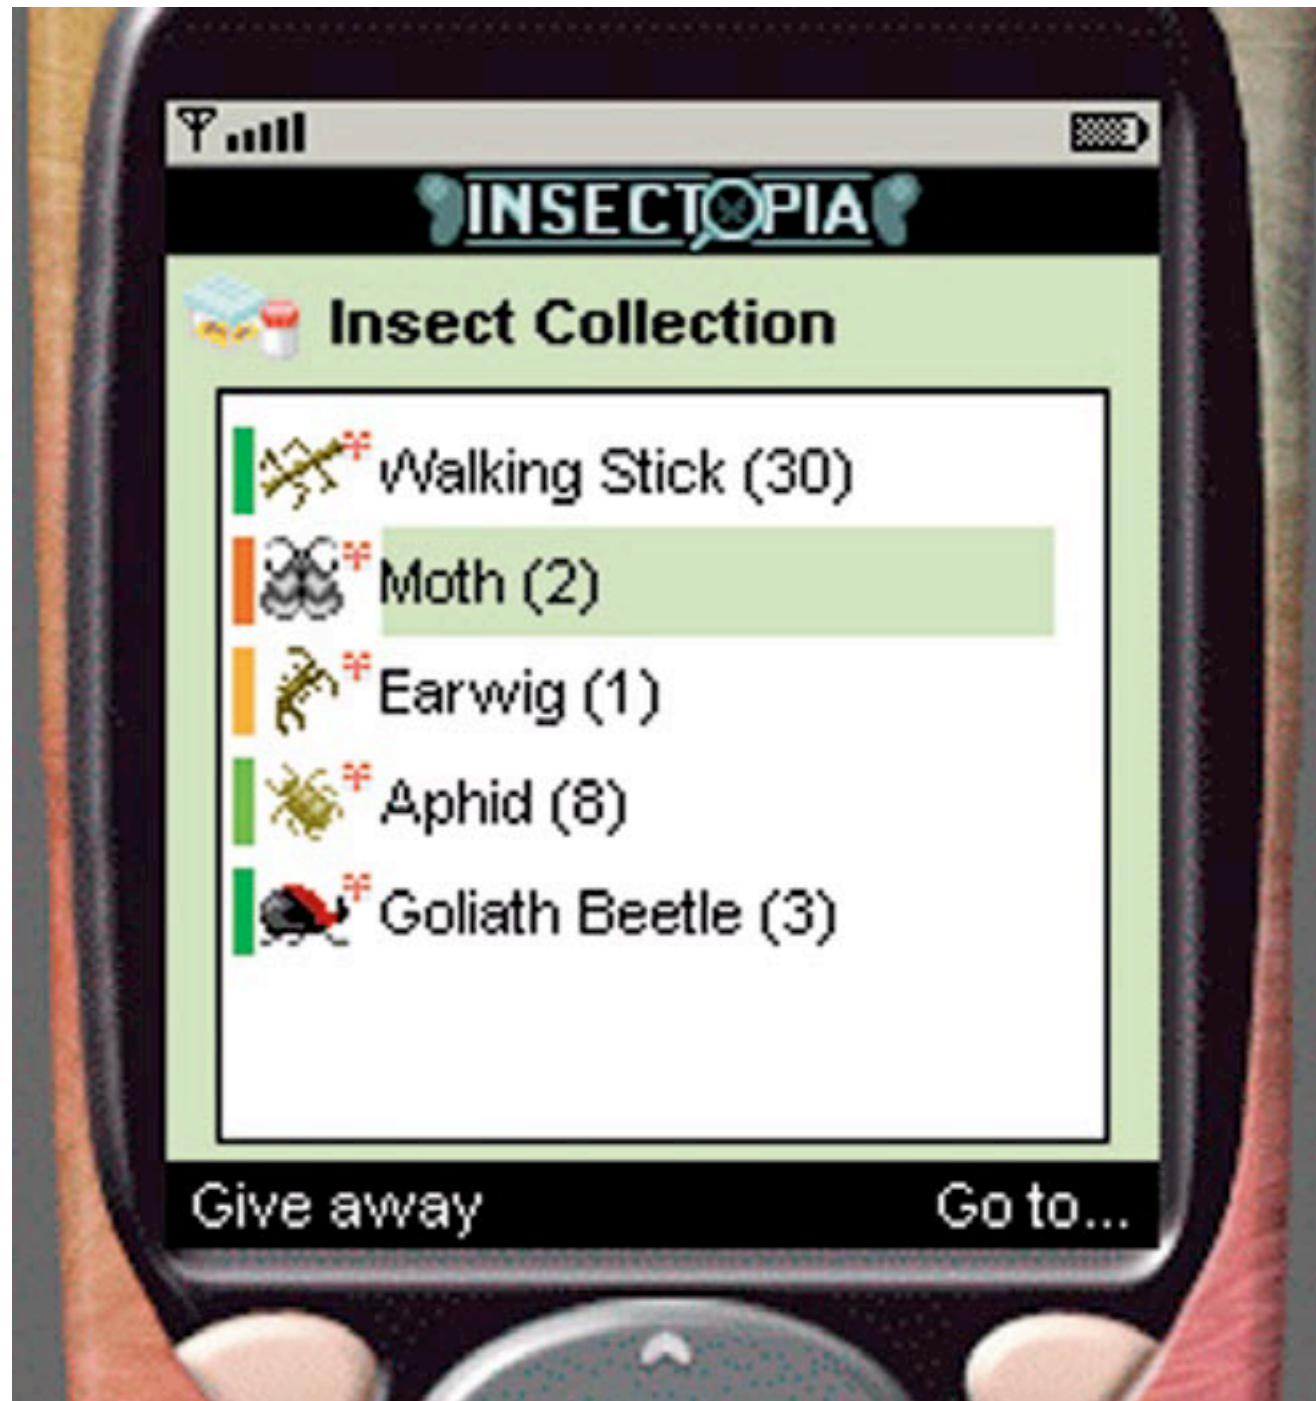 INSECTOPIA
Insect Collection
Walking Stick (30)
Moth (2)
Earwig (1)
Aphid (8)
Goliath Beetle (3)
Give away
Go to...